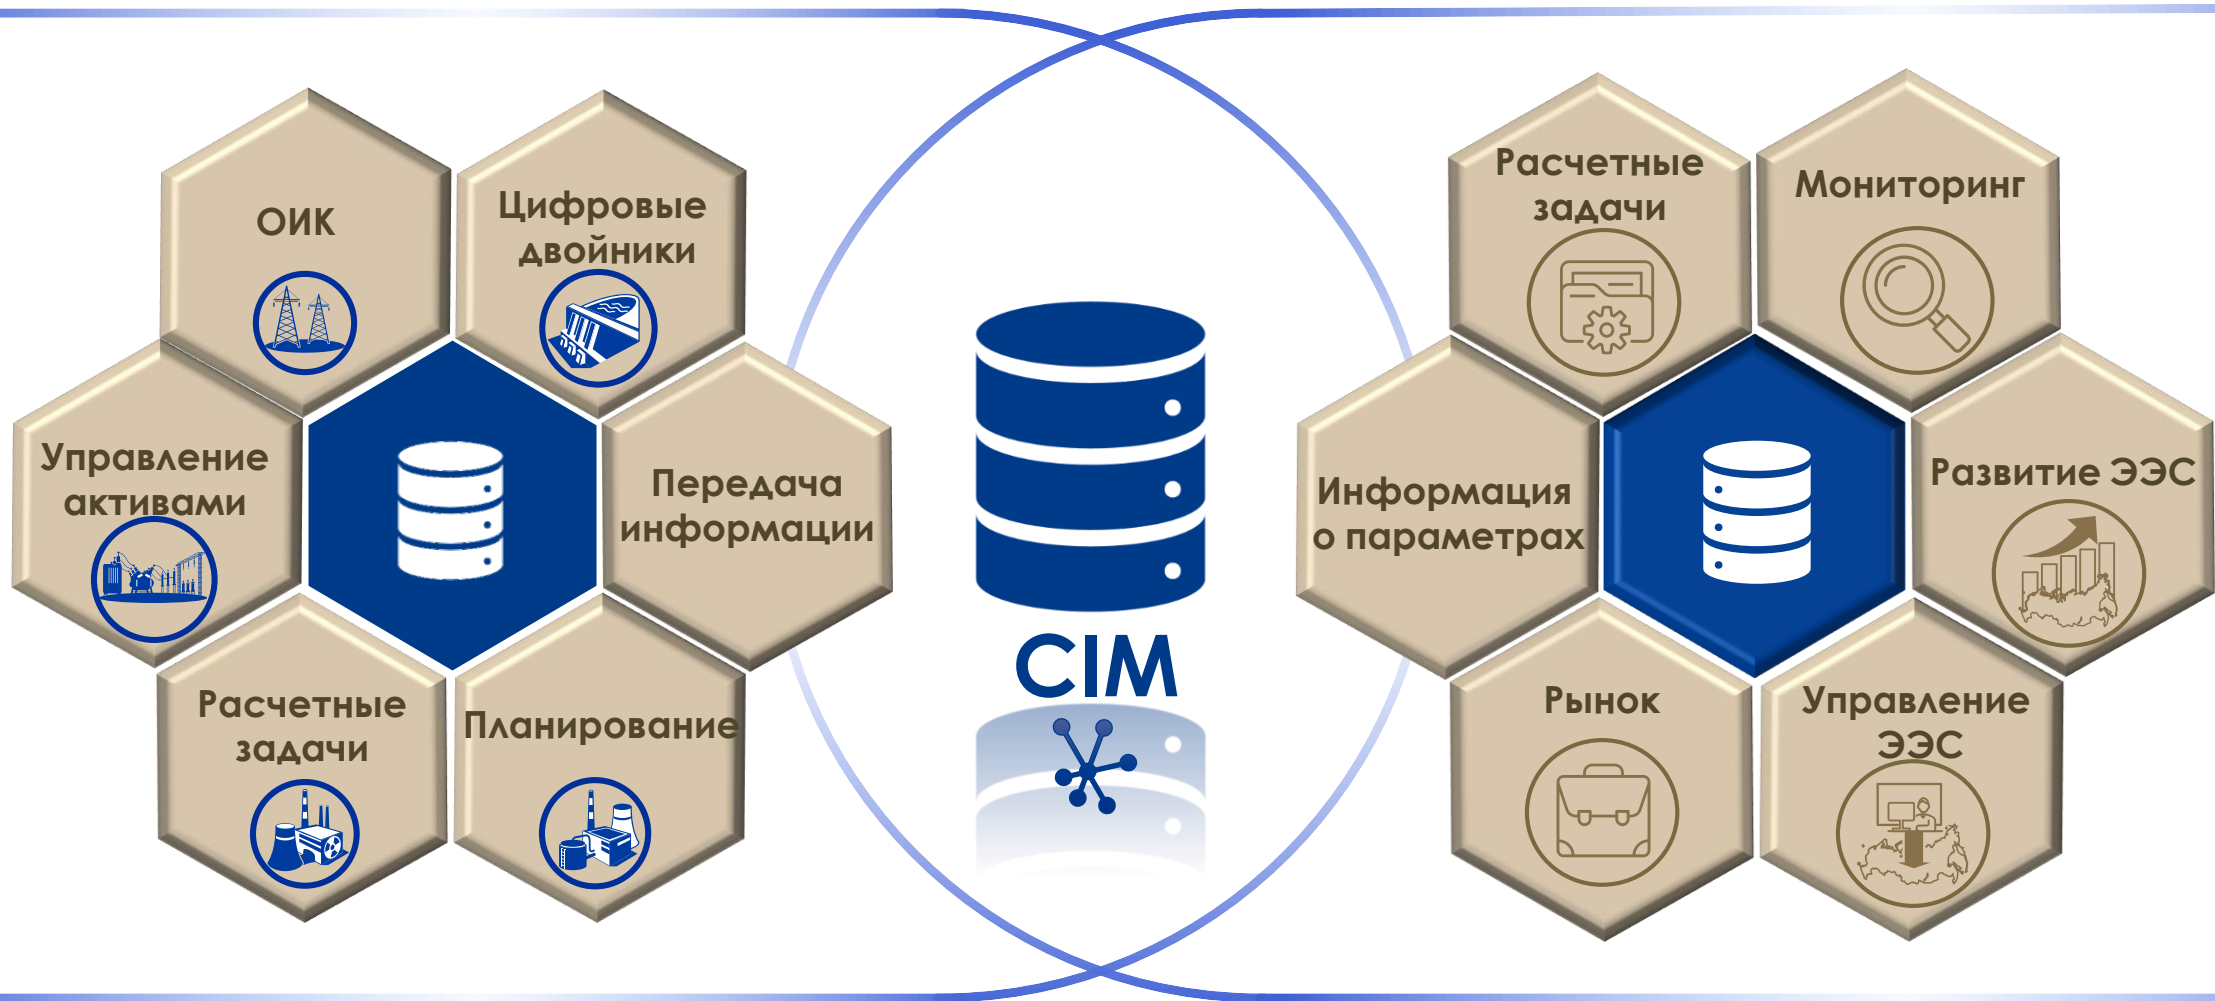 ОИК
Цифровые
двойники
Управление
активами
Передача
информации
Расчетные
задачи
Планирование
CIM
Расчетные
задачи
Мониторинг
Информация
о параметрах
Развитие ЭЭС
Рынок
Управление
ЭЭС